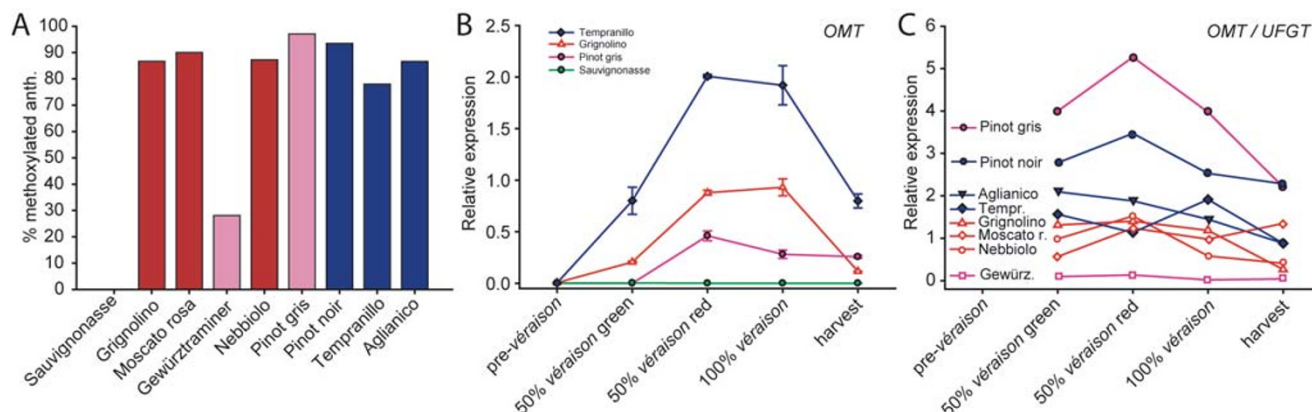 A
% methoxylated anth.
100
90
80
70
60
50
40
30
20
10
0
Sauvignonasse
Grignolino
Moscato rosa
Gewürztraminer
Nebbiolo
Pinot gris
Pinot noir
Tempranillo
Aglianico
B
OMT
Relative expression
2.5
2.0
1.5
1.0
0.5
0.0
Tempranillo
Grignolino
Pinot gris
Sauvignonasse
pre-véraison
50% véraison green
50% véraison red
100% véraison
harvest
C
OMT / UFGT
Relative expression
6
5
4
3
2
1
0
Pinot gris
Pinot noir
Aglianico
Tempr.
Grignolino
Moscato r.
Nebbiolo
Gewürz.
pre-véraison
50% véraison green
50% véraison red
100% véraison
harvest